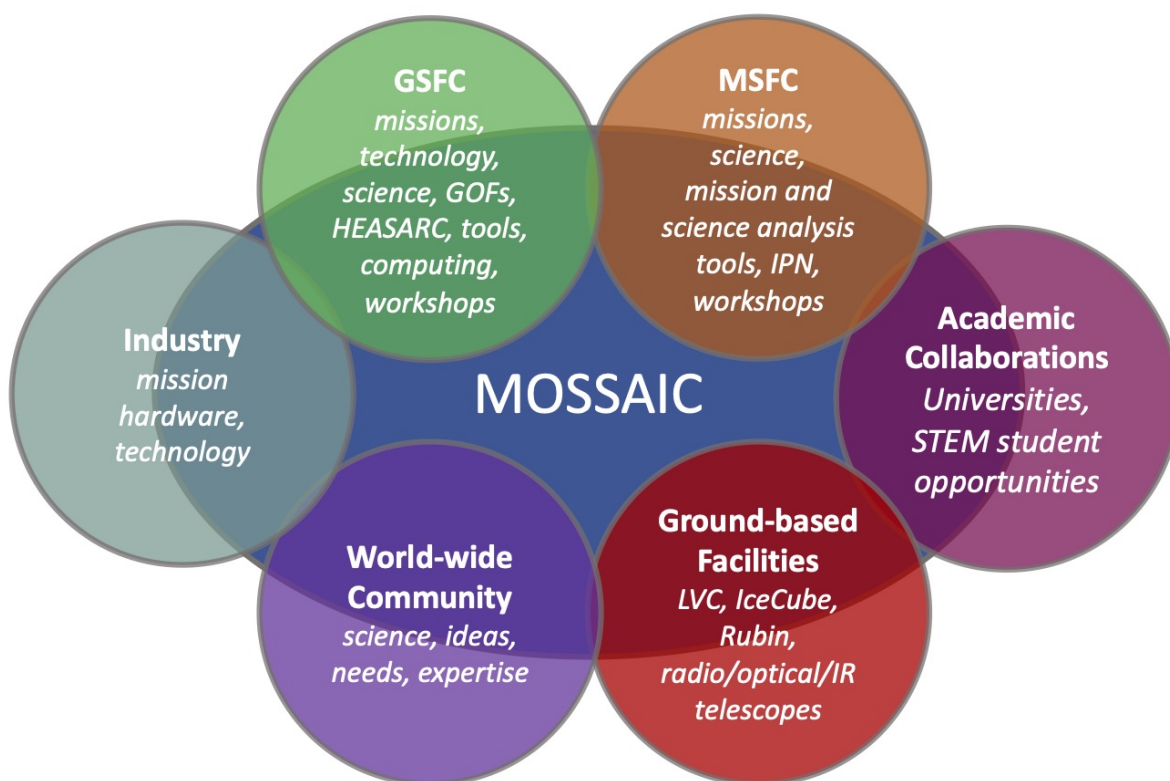 GSFC
missions,
technology,
science, GOFs,
HEASARC, tools,
computing,
workshops
MSFC
missions,
science,
mission and
science analysis
tools, IPN,
workshops
Industry
mission
hardware,
technology
MOSSAIC
Academic
Collaborations
Universities,
STEM student
opportunities
World-wide
Community
science, ideas,
needs, expertise
Ground-based
Facilities
LVC, IceCube,
Rubin,
radio/optical/IR
telescopes